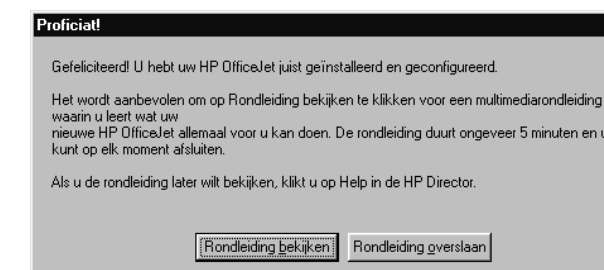 Proficiat!
Gefeliciteerd! U hebt uw HP OfficeJet juist geïnstalleerd en geconfigureerd.
Het wordt aanbevolen om op Rondleiding bekijken te klikken voor een multimediarondleiding
waarin u leert wat uw
nieuwe HP OfficeJet allemaal voor u kan doen. De rondleiding duurt ongeveer 5 minuten en u
kunt op elk moment afsluiten.
Als u de rondleiding later wilt bekijken, klikt u op Help in de HP Director.
Rondleiding bekijken Rondleiding overslaan